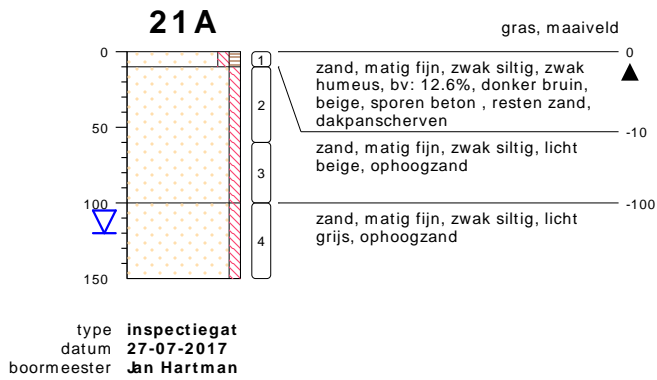 21A
gras, maaiveld
0
50
100
150
1
2
3
4
0
zand, matig fijn, zwak siltig, zwak
humeus, bv: 12.6%, donker bruin,
beige, sporen beton , resten zand,
dakpanscherven
-10
zand, matig fijn, zwak siltig, licht
beige, ophoogzand
-100
zand, matig fijn, zwak siltig, licht
grijs, ophoogzand
type inspectiegat
datum 27-07-2017
boormeester Jan Hartman